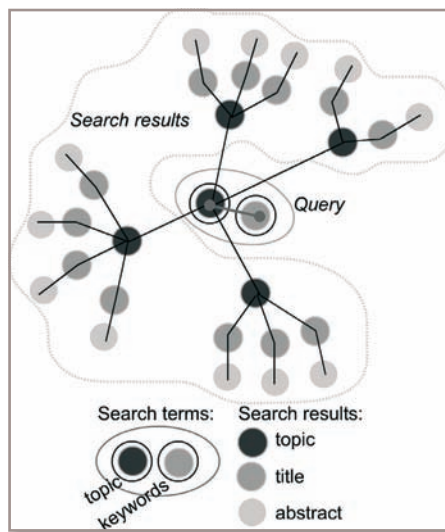 Search results
Query
Search terms:
topic
keywords
Search results:
topic
title
abstract